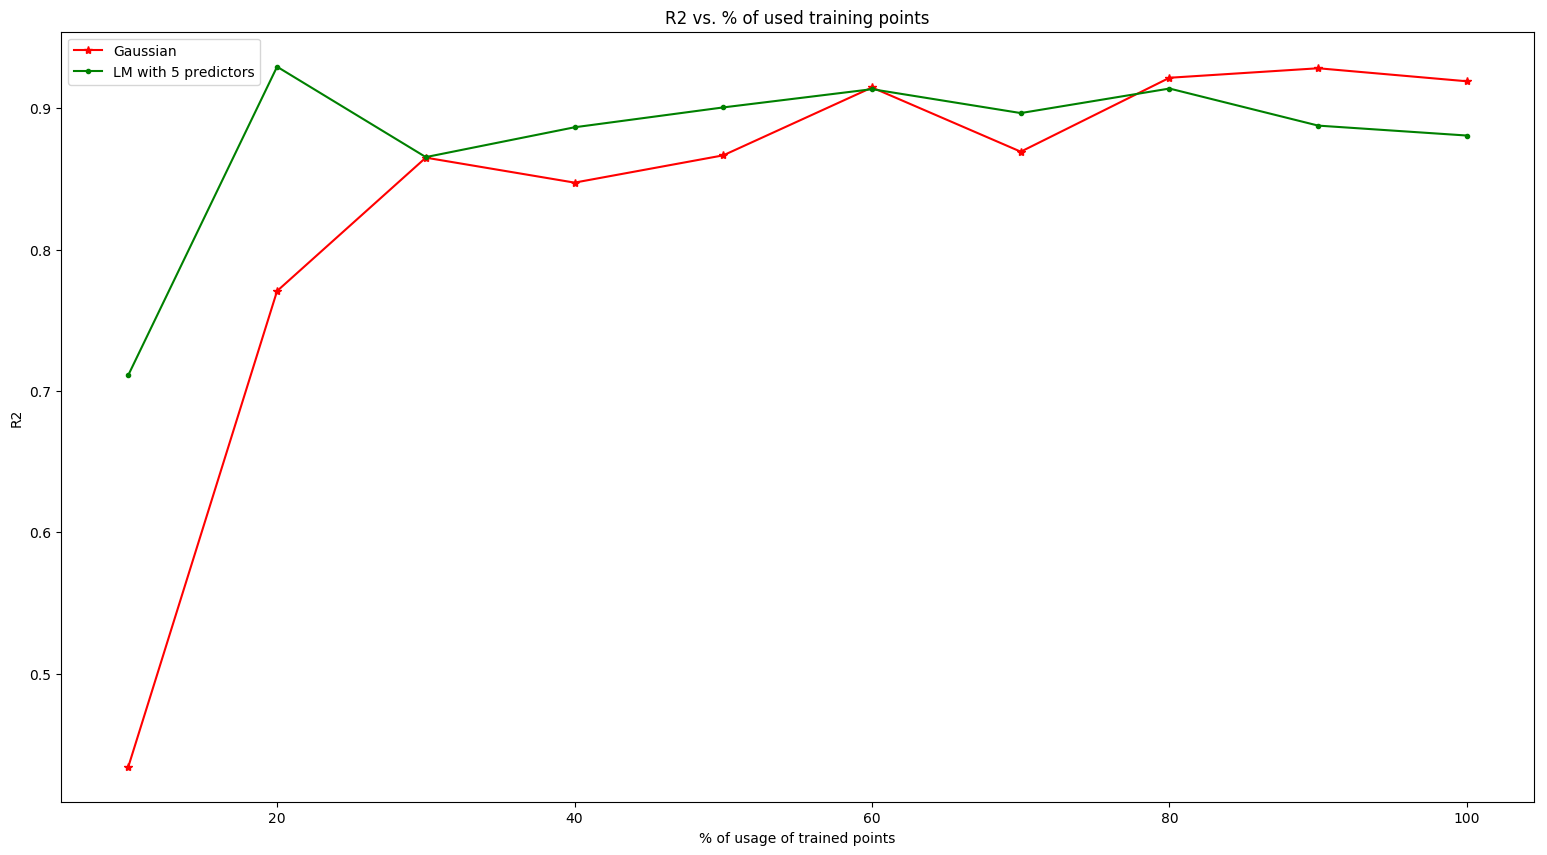 R2 vs. % of used training points
Gaussian
LM with 5 predictors
0.9
0.8
0.7
0.6
0.5
R2
20
40
60
80
100
% of usage of trained points